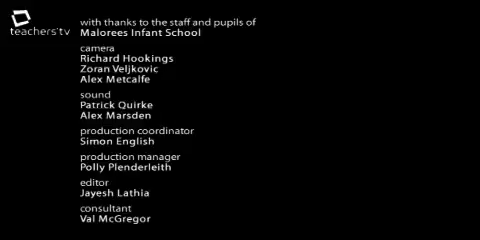 teachers'tv
with thanks to the staff and pupils of
Malorees Infant School
camera
Richard Hookings
Zoran Veljkovic
Alex Metcalfe
sound
Patrick Quirke
Alex Marsden
production coordinator
Simon English
production manager
Polly Plenderleith
editor
Jayesh Lathia
consultant
Val McGregor